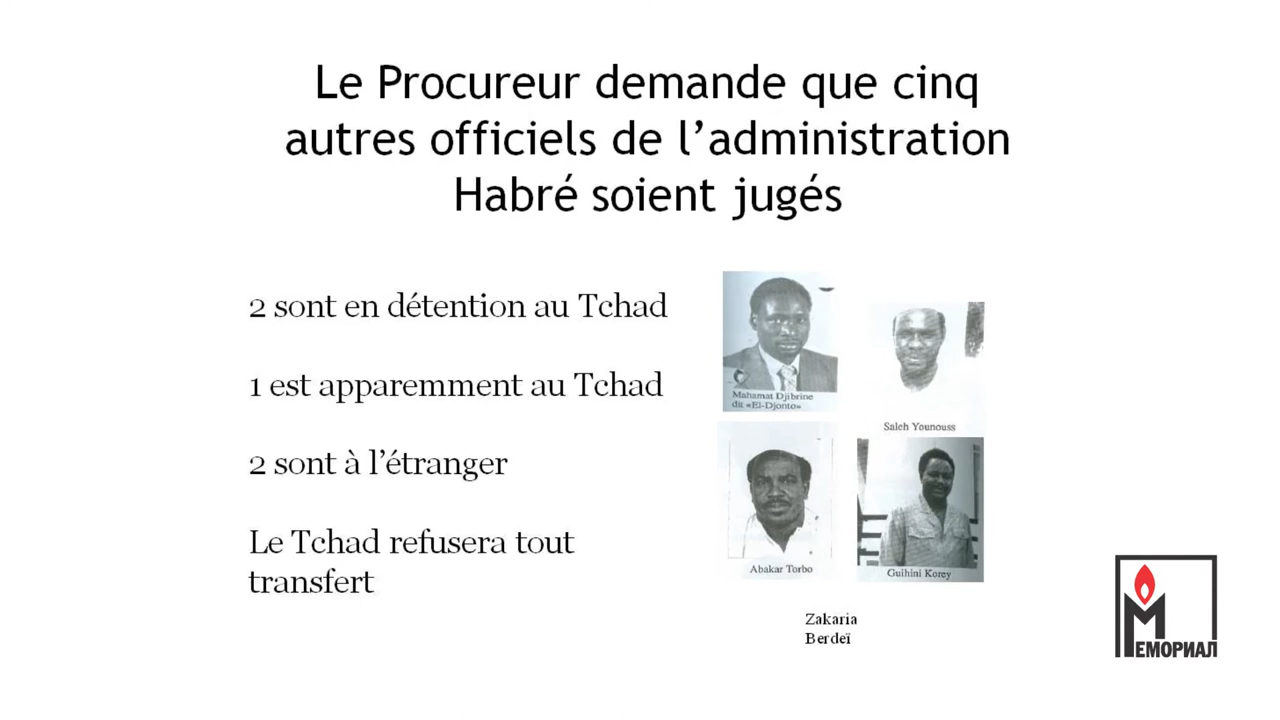 Le Procureur demande que cinq
autres officiels de l’administration
Habré soient jugés
2 sont en détention au Tchad
1 est apparemment au Tchad
2 sont à l’étranger
Le Tchad refusera tout
transfert
Mahamat Djibrine
dit «El-Djonto»
Saleh Younouss
Abakar Torbo
Guihini Korey
Zakaria
Berdeï
МЕМОРИАЛ